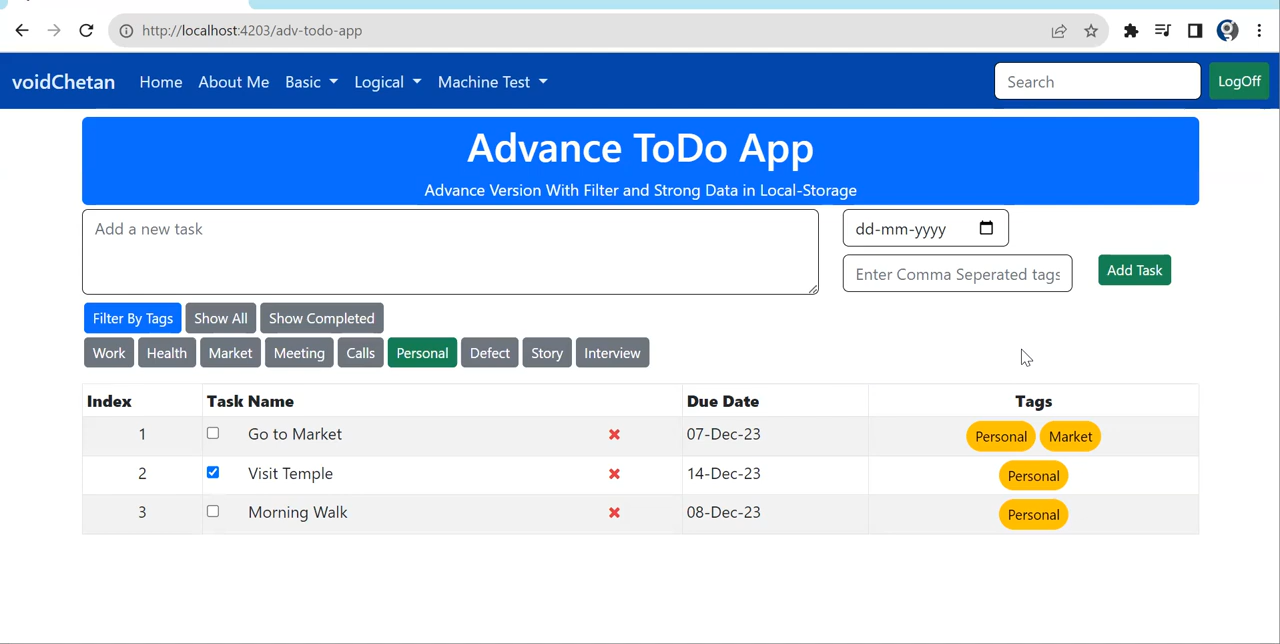 http://localhost:4203/adv-todo-app
voidChetan Home About Me Basic Logical Machine Test Search LogOff
Advance ToDo App
Advance Version With Filter and Strong Data in Local-Storage
Add a new task dd-mm-yyyy
Enter Comma Seperated tags Add Task
Filter By Tags Show All Show Completed
Work Health Market Meeting Calls Personal Defect Story Interview
Index Task Name Due Date Tags
1 Go to Market 07-Dec-23 Personal Market
2 Visit Temple 14-Dec-23 Personal
3 Morning Walk 08-Dec-23 Personal